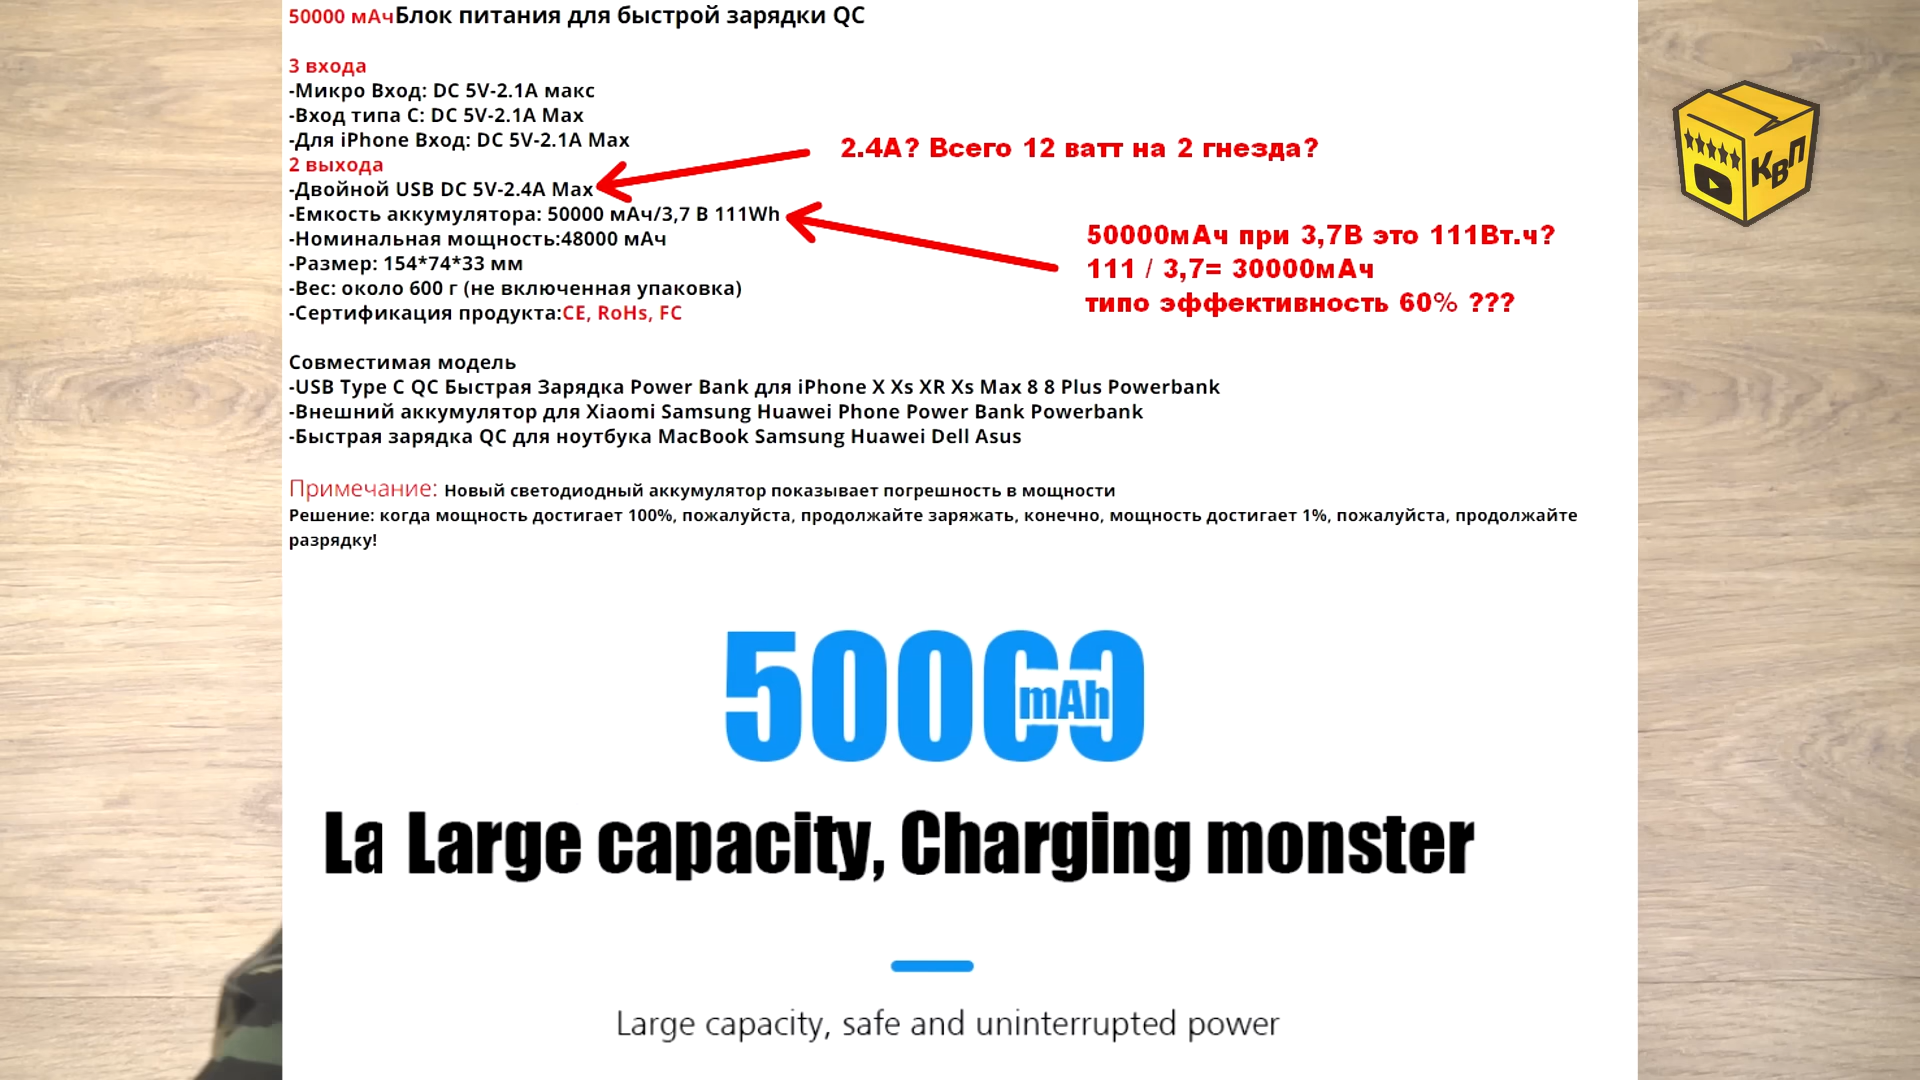 50000 мАчБлок питания для быстрой зарядки QC
3 входа
-Микро Вход: DC 5V-2.1A макс
-Вход типа C: DC 5V-2.1A Max
-Для iPhone Вход: DC 5V-2.1A Max
2 выхода
-Двойной USB DC 5V-2.4A Max
2.4А? Всего 12 ватт на 2 гнезда?
-Емкость аккумулятора: 50000 мАч/3,7 В 111Wh
-Номинальная мощность:48000 мАч
-Размер: 154*74*33 мм
-Вес: около 600 г (не включенная упаковка)
-Сертификация продукта:CE, RoHs, FC
50000мАч при 3,7В это 111Вт.ч?
111 / 3,7= 30000мАч
типо эффективность 60% ???
Совместимая модель
-USB Type C QC Быстрая Зарядка Power Bank для iPhone X Xs XR Xs Max 8 8 Plus Powerbank
-Внешний аккумулятор для Xiaomi Samsung Huawei Phone Power Bank Powerbank
-Быстрая зарядка QC для ноутбука MacBook Samsung Huawei Dell Asus
Примечание: Новый светодиодный аккумулятор показывает погрешность в мощности
Решение: когда мощность достигает 100%, пожалуйста, продолжайте заряжать, конечно, мощность достигает 1%, пожалуйста, продолжайте
разрядку!
50000
mAh
La Large capacity, Charging monster
Large capacity, safe and uninterrupted power
КВП